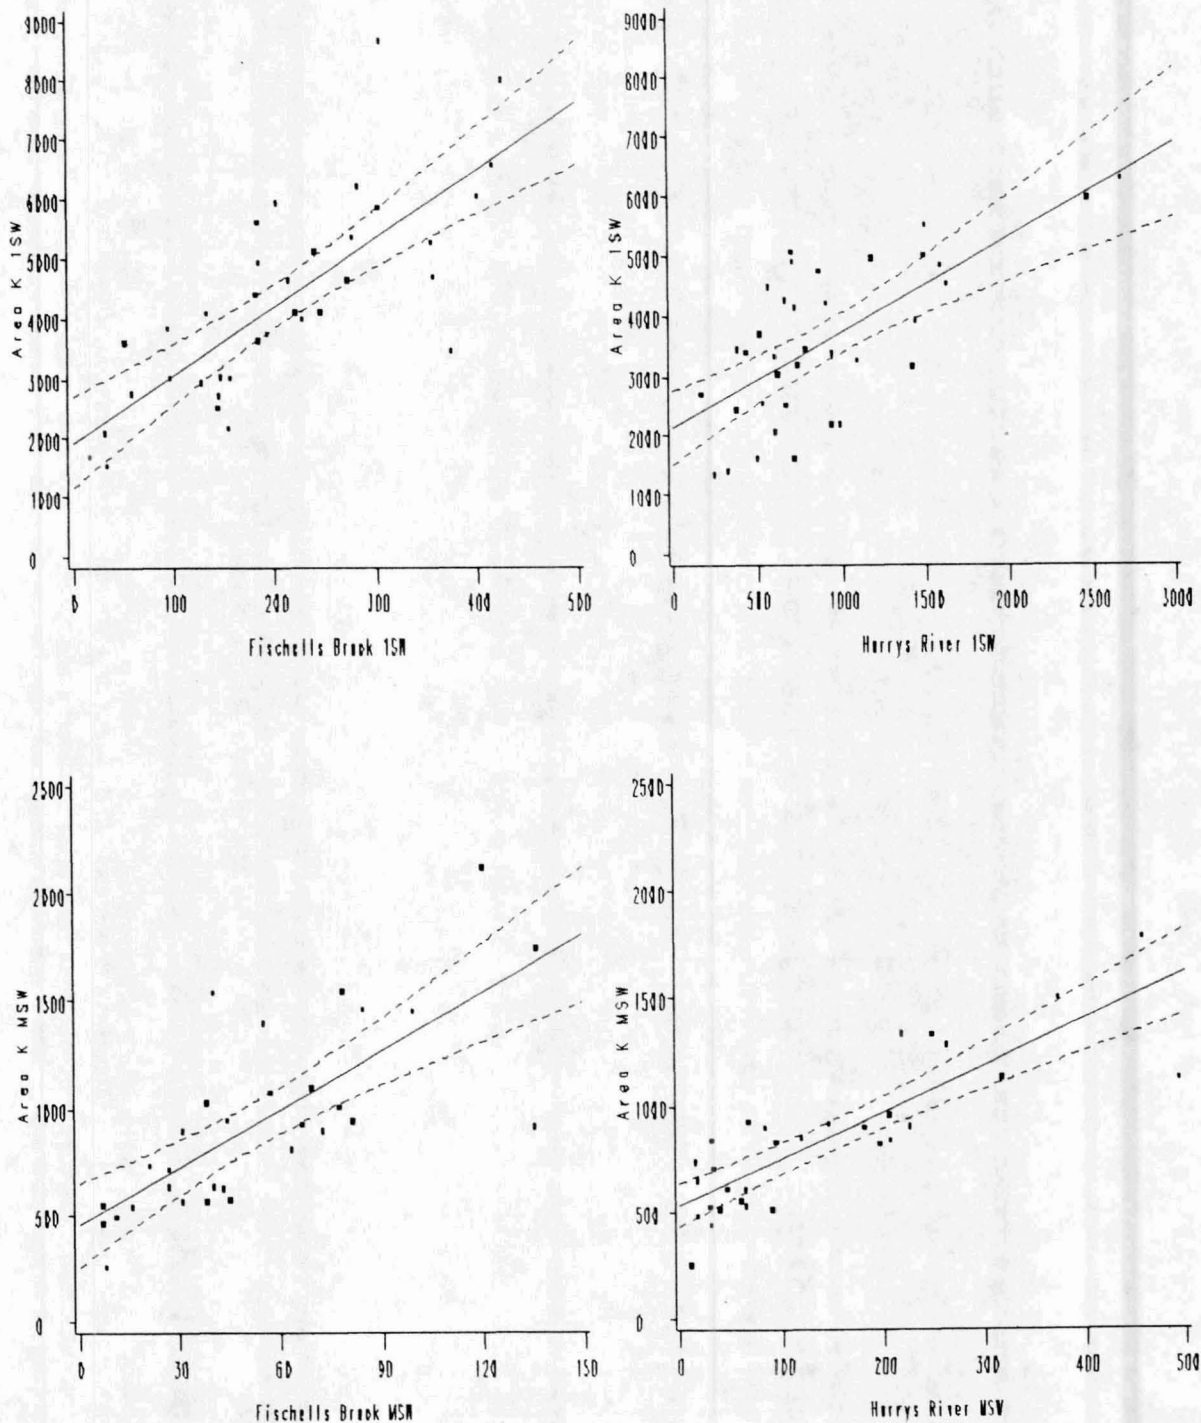 9000
8000
7000
6000
5000
4000
3000
2000
1000
0
Area K 1SW
0 100 200 300 400 500
Fischells Brook 1SW
9000
8000
7000
6000
5000
4000
3000
2000
1000
0
Area K 1SW
0 500 1000 1500 2000 2500 3000
Harrys River 1SW
2500
2000
1500
1000
500
0
Area K MSW
0 30 60 90 120 150
Fischells Brook MSW
2500
2000
1500
1000
500
0
Area K MSW
0 100 200 300 400 500
Harrys River MSW